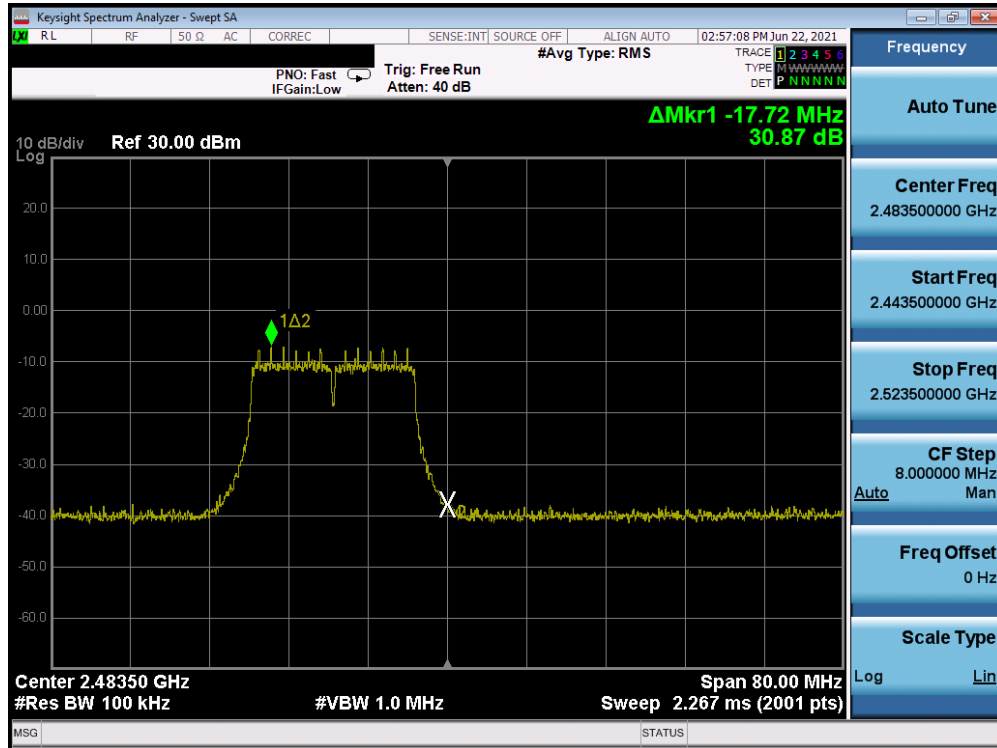 Keysight Spectrum Analyzer - Swept SA
LXI RL RF 50 Ω AC CORREC SENSE:INT SOURCE OFF ALIGN AUTO 02:57:08 PM Jun 22, 2021
#Avg Type: RMS
TRACE 1 2 3 4 5 6
TYPE M W W W W W
DET P N N N N N
PNO: Fast
IFGain:Low
Trig: Free Run
Atten: 40 dB
ΔMkr1 -17.72 MHz
30.87 dB
10 dB/div Ref 30.00 dBm
Log
20.0
10.0
0.00
-10.0
-20.0
-30.0
-40.0
-50.0
-60.0
1Δ2
Center 2.48350 GHz
Span 80.00 MHz
#Res BW 100 kHz
#VBW 1.0 MHz
Sweep 2.267 ms (2001 pts)
MSG
STATUS
Frequency
Auto Tune
Center Freq
2.483500000 GHz
Start Freq
2.443500000 GHz
Stop Freq
2.523500000 GHz
CF Step
8.000000 MHz
Auto Man
Freq Offset
0 Hz
Scale Type
Log Lin